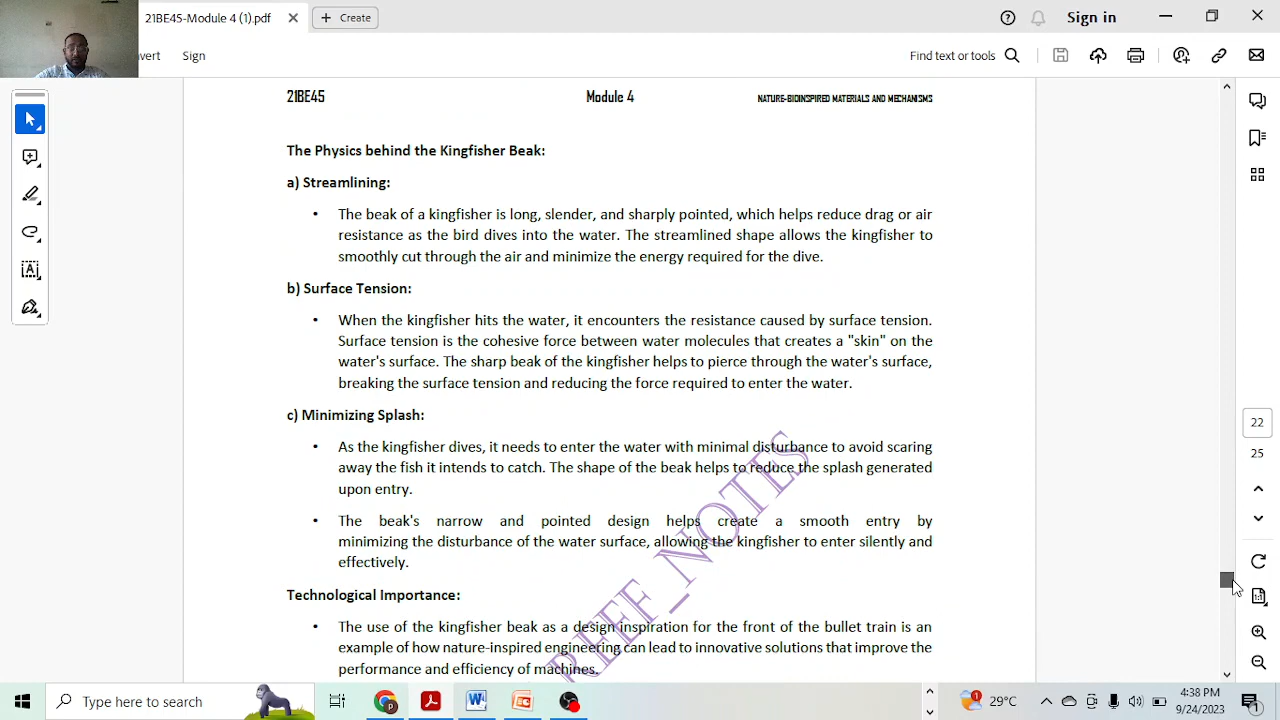 21BE45-Module 4 (1).pdf
Create
Sign in
vert
Sign
Find text or tools
21BE45 Module 4 NATURE-BIOINSPIRED MATERIALS AND MECHANISMS
The Physics behind the Kingfisher Beak:
a) Streamlining:
• The beak of a kingfisher is long, slender, and sharply pointed, which helps reduce drag or air
resistance as the bird dives into the water. The streamlined shape allows the kingfisher to
smoothly cut through the air and minimize the energy required for the dive.
b) Surface Tension:
• When the kingfisher hits the water, it encounters the resistance caused by surface tension.
Surface tension is the cohesive force between water molecules that creates a "skin" on the
water's surface. The sharp beak of the kingfisher helps to pierce through the water's surface,
breaking the surface tension and reducing the force required to enter the water.
c) Minimizing Splash:
• As the kingfisher dives, it needs to enter the water with minimal disturbance to avoid scaring
away the fish it intends to catch. The shape of the beak helps to reduce the splash generated
upon entry.
• The beak's narrow and pointed design helps create a smooth entry by
minimizing the disturbance of the water surface, allowing the kingfisher to enter silently and
effectively.
Technological Importance:
• The use of the kingfisher beak as a design inspiration for the front of the bullet train is an
example of how nature-inspired engineering can lead to innovative solutions that improve the
performance and efficiency of machines.
REEF_NOTES
22
25
1:1
Type here to search
1
29°C
4:38 PM
9/24/2023
1